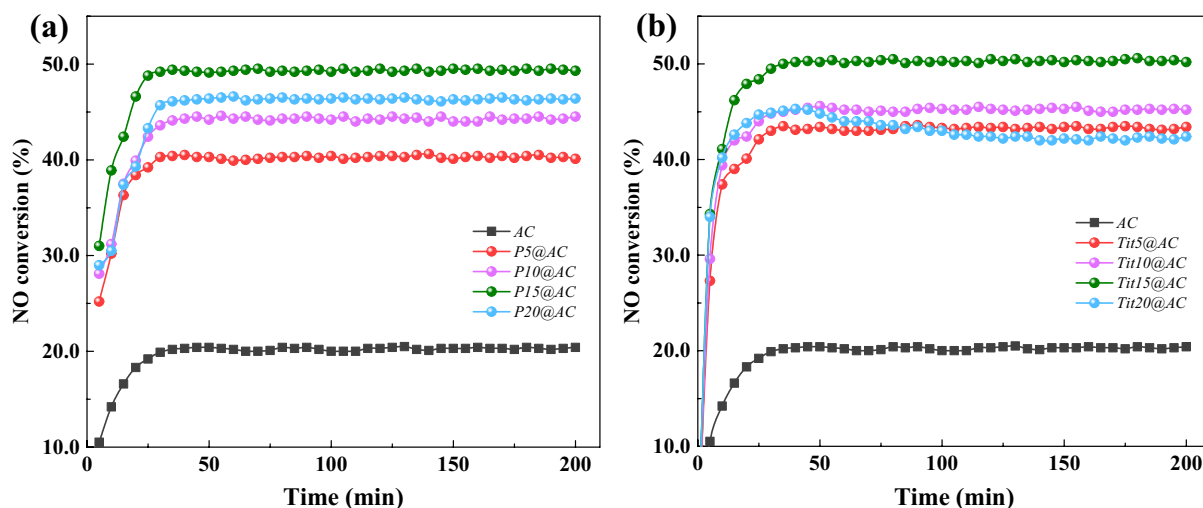 (a)
NO conversion (%)
50.0
40.0
30.0
20.0
10.0
0
50
100
150
200
Time (min)
AC
P5@AC
P10@AC
P15@AC
P20@AC
(b)
NO conversion (%)
50.0
40.0
30.0
20.0
10.0
0
50
100
150
200
Time (min)
AC
Tit5@AC
Tit10@AC
Tit15@AC
Tit20@AC